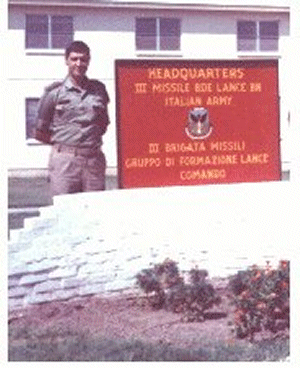 HEADQUARTERS
III MISSILE BDE LANCE BN
ITALIAN ARMY
III BRIGATA MISSILI
GRUPPO DI FORMAZIONE LANCE
COMANDO